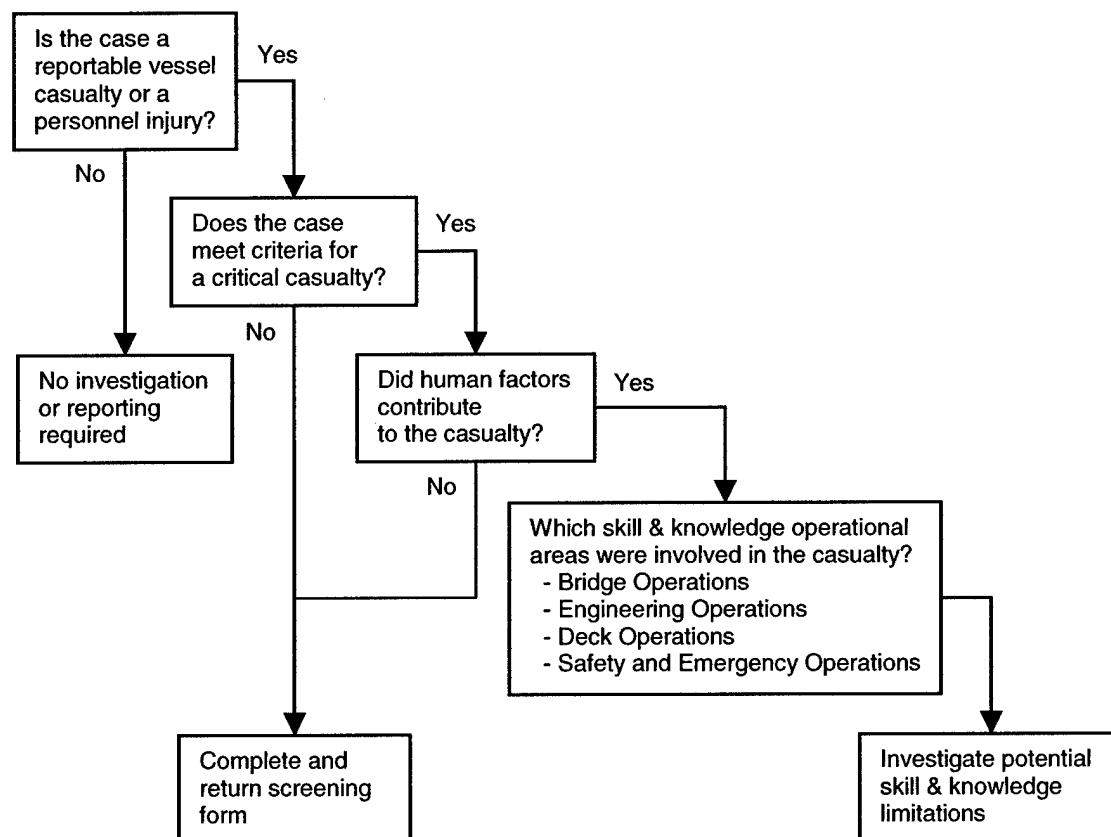 Is the case a
reportable vessel
casualty or a
personnel injury?
Yes
No
Does the case
meet criteria for
a critical casualty?
Yes
No
No investigation
or reporting
required
Did human factors
contribute
to the casualty?
Yes
No
Which skill & knowledge operational
areas were involved in the casualty?
- Bridge Operations
- Engineering Operations
- Deck Operations
- Safety and Emergency Operations
Complete and
return screening
form
Investigate potential
skill & knowledge
limitations